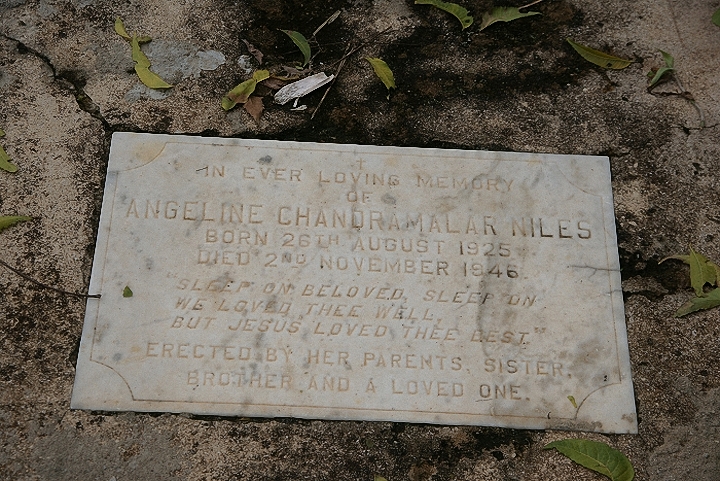 IN EVER LOVING MEMORY
OF
ANGELINE CHANDRAMALAR NILES
BORN 26TH AUGUST 1925.
DIED 2ND NOVEMBER 1946.
"SLEEP ON BELOVED, SLEEP ON
WE LOVED THEE WELL,
BUT JESUS LOVED THEE BEST."
ERECTED BY HER PARENTS, SISTER,
BROTHER AND A LOVED ONE.